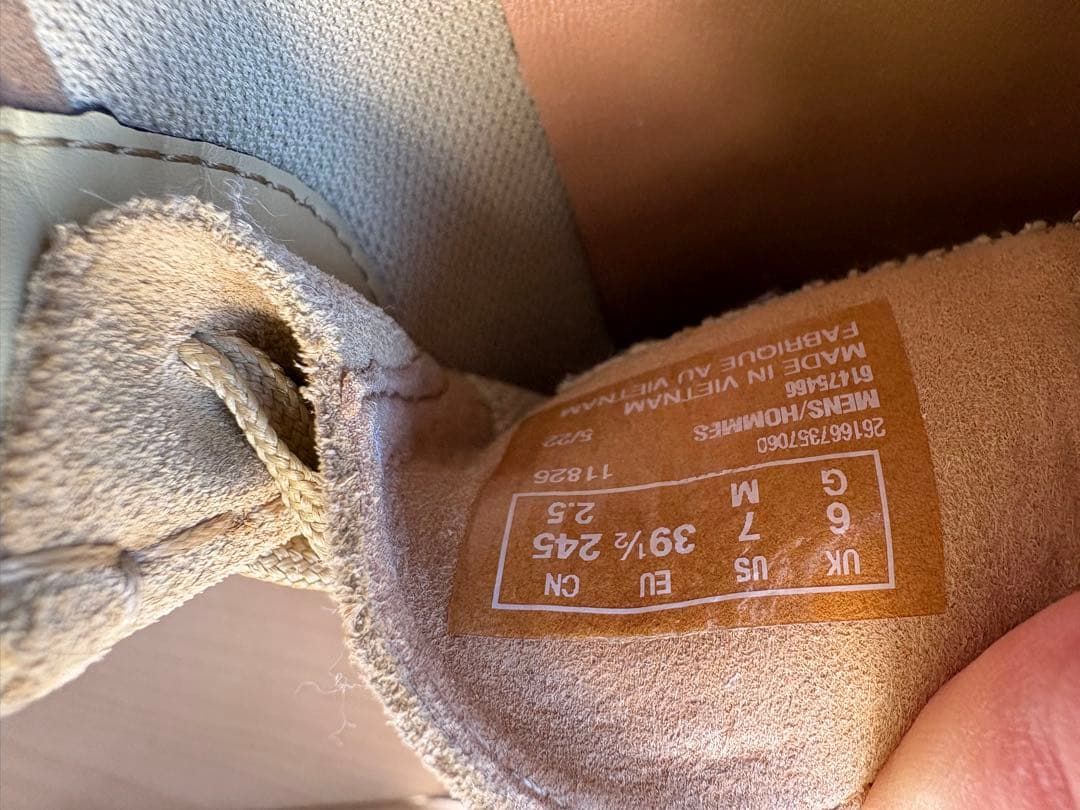 UK US EU CN
6 7 39½ 245
G M 2.5
261667357060 11826
MENS/HOMMES 5/22
61475466
MADE IN VIETNAM
FABRIQUE AU VIETNAM